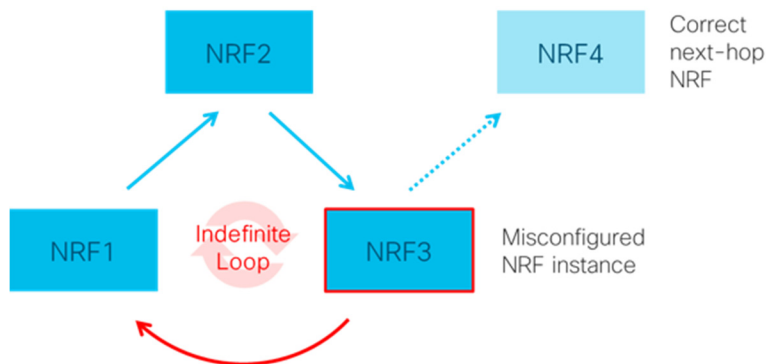 NRF2
NRF4
Correct
next-hop
NRF
NRF1
Indefinite
Loop
NRF3
Misconfigured
NRF instance